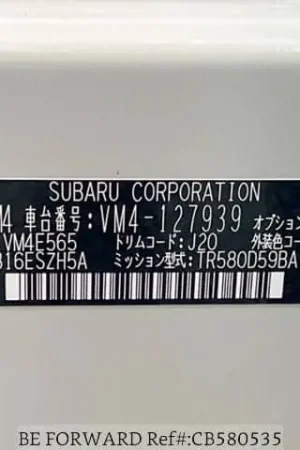 SUBARU CORPORATION
M4 車台番号:VM4-127939 オプション
VM4E565 トリムコード:J20 外装色コー
B16ESZH5A ミッション型式:TR580D59BA
BE FORWARD Ref#:CB580535